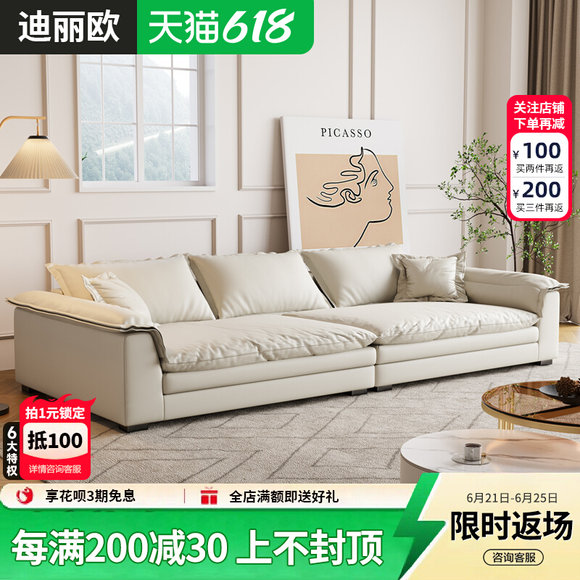 迪丽欧
天猫618
关注店铺
下单再减
¥100
买两件再返
¥200
买三件再返
PICASSO
6大特权
拍1元锁定
抵100
详情咨询客服
享花呗3期免息
全店满额即送好礼
6月21日-6月25日
每满200减30 上不封顶
限时返场
咨询客服